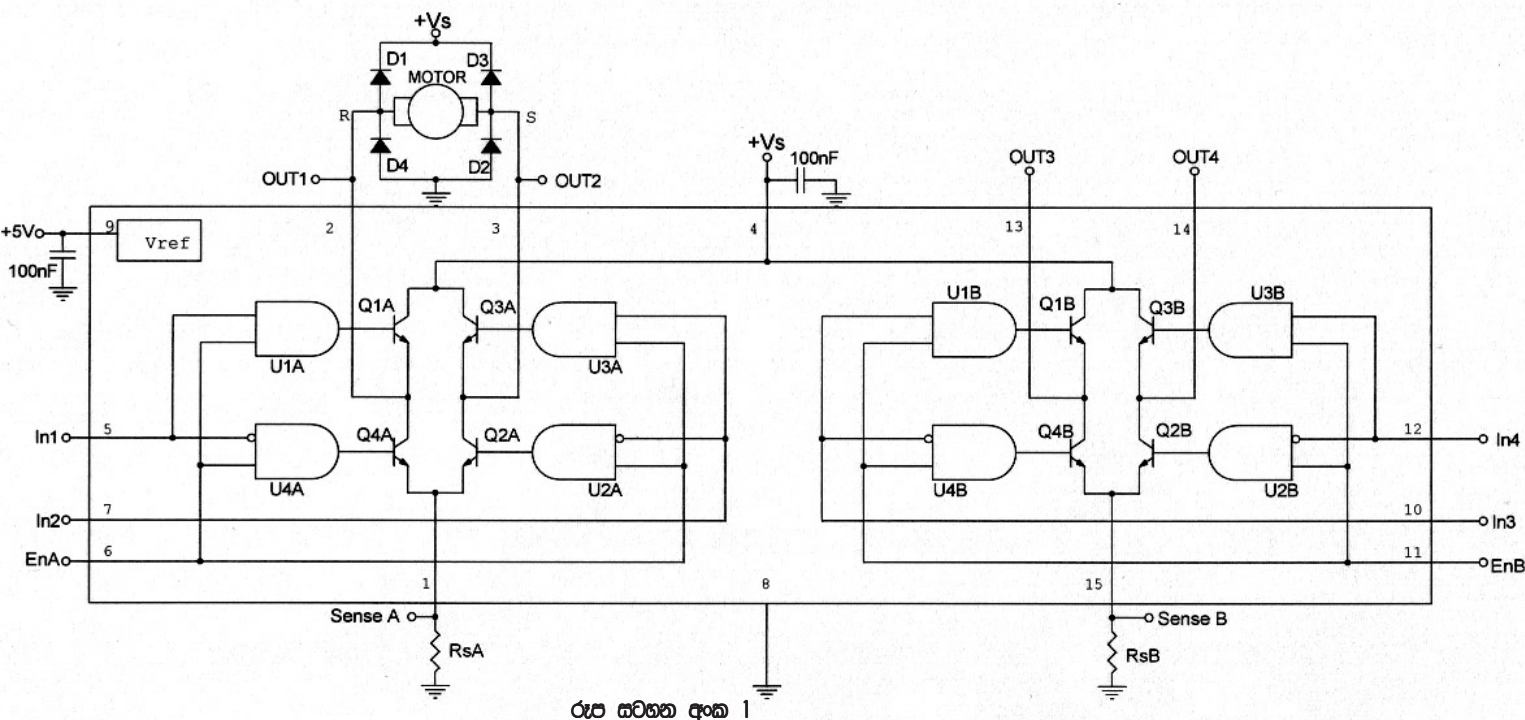 +Vs
D1 D3
MOTOR
R S
D4 D2
OUT1 OUT2
+Vs
100nF
OUT3 OUT4
+5V 9 Vref 2 3 4 13 14
100nF
Q1A Q3A Q1B U1B Q3B U3B
U1A U3A
In1 5 Q4A Q2A Q4B Q2B 12 In4
U4A U2A U4B U2B
In2 7 10 In3
EnA 6 11 EnB
1 8 15
Sense A Sense B
RsA RsB
රූප සටහන අංක 1